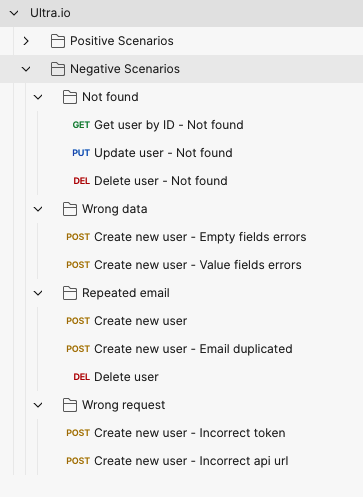 Ultra.io
Positive Scenarios
Negative Scenarios
Not found
GET Get user by ID - Not found
PUT Update user - Not found
DEL Delete user - Not found
Wrong data
POST Create new user - Empty fields errors
POST Create new user - Value fields errors
Repeated email
POST Create new user
POST Create new user - Email duplicated
DEL Delete user
Wrong request
POST Create new user - Incorrect token
POST Create new user - Incorrect api url